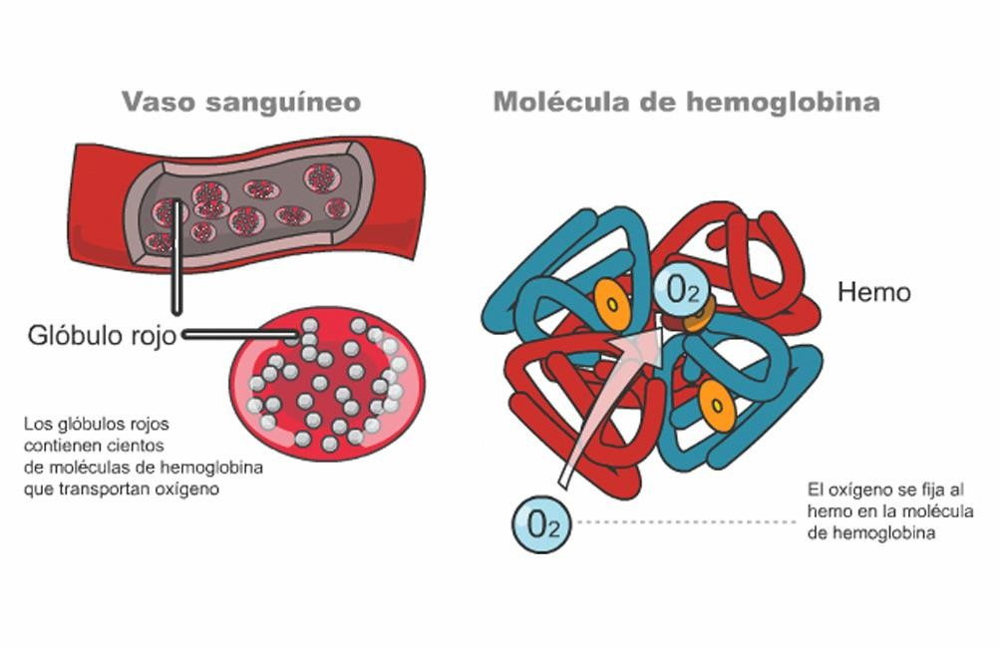 Vaso sanguíneo
Glóbulo rojo
Los glóbulos rojos
contienen cientos
de moléculas de hemoglobina
que transportan oxígeno
Molécula de hemoglobina
O2
Hemo
O2
El oxígeno se fija al
hemo en la molécula
de hemoglobina